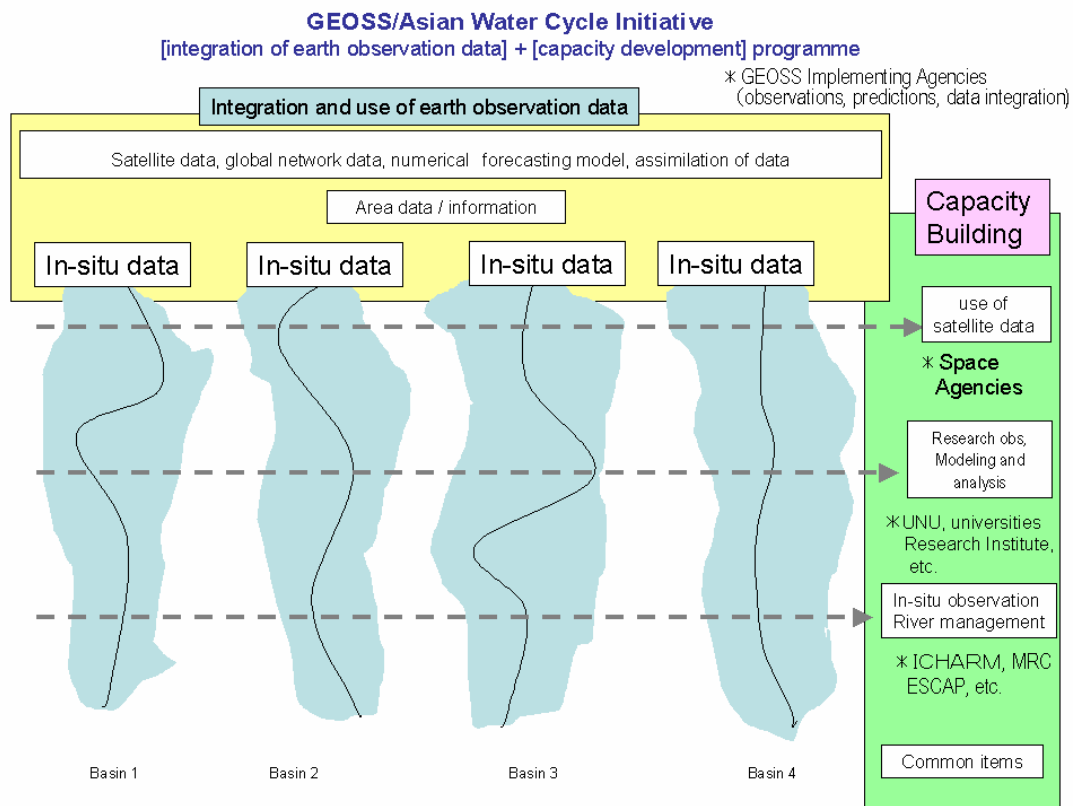 GEOSS/Asian Water Cycle Initiative
[integration of earth observation data] + [capacity development] programme
* GEOSS Implementing Agencies
(observations, predictions, data integration)
Integration and use of earth observation data
Satellite data, global network data, numerical forecasting model, assimilation of data
Area data / information
Capacity
Building
In-situ data
In-situ data
In-situ data
In-situ data
use of
satellite data
* Space
Agencies
Research obs,
Modeling and
analysis
*UNU, universities
Research Institute,
etc.
In-situ observation
River management
* ICHARM, MRC
ESCAP, etc.
Common items
Basin 1
Basin 2
Basin 3
Basin 4